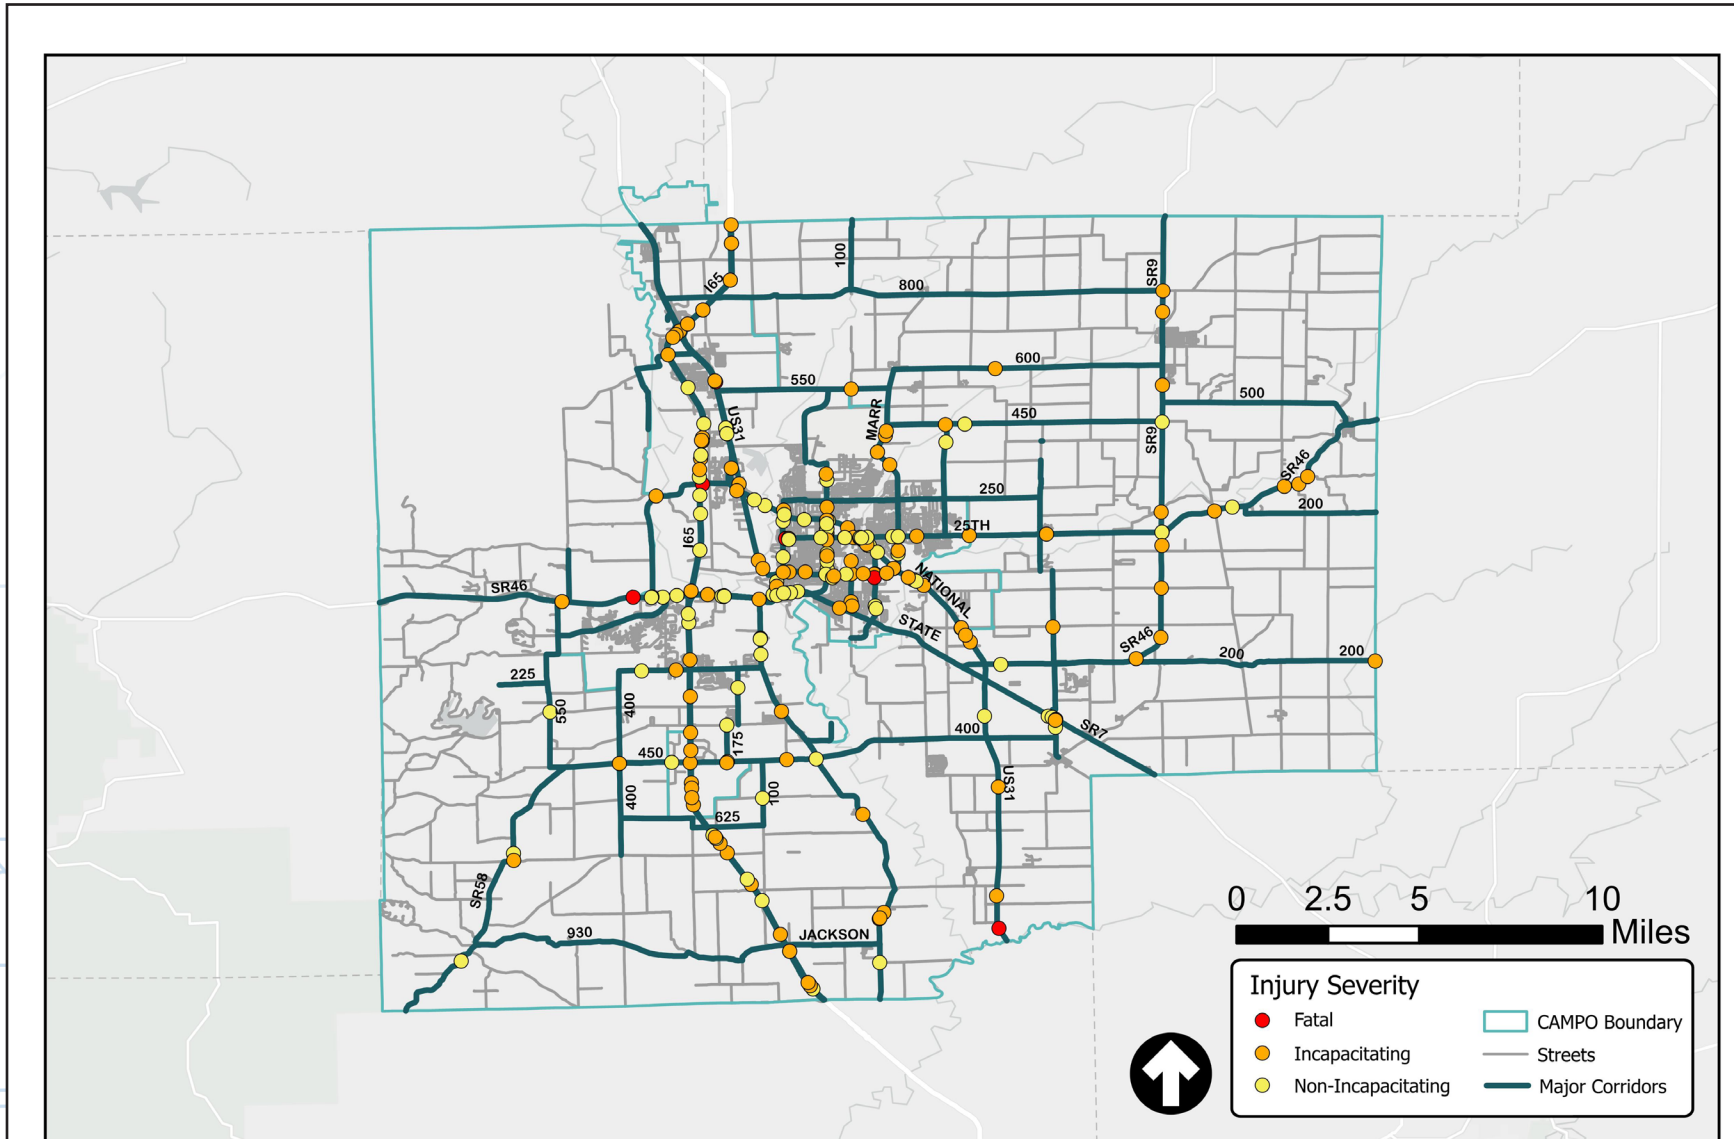 100
SR9
I65
800
600
550
500
US31
MARR
450
SR9
SR46
250
200
25TH
I65
SR46
NATIONAL
STATE
SR46
200
200
225
550
400
400
SR7
175
450
US31
100
400
625
SR58
930
JACKSON
0 2.5 5 10
Miles
Injury Severity
Fatal
Incapacitating
Non-Incapacitating
CAMPO Boundary
Streets
Major Corridors